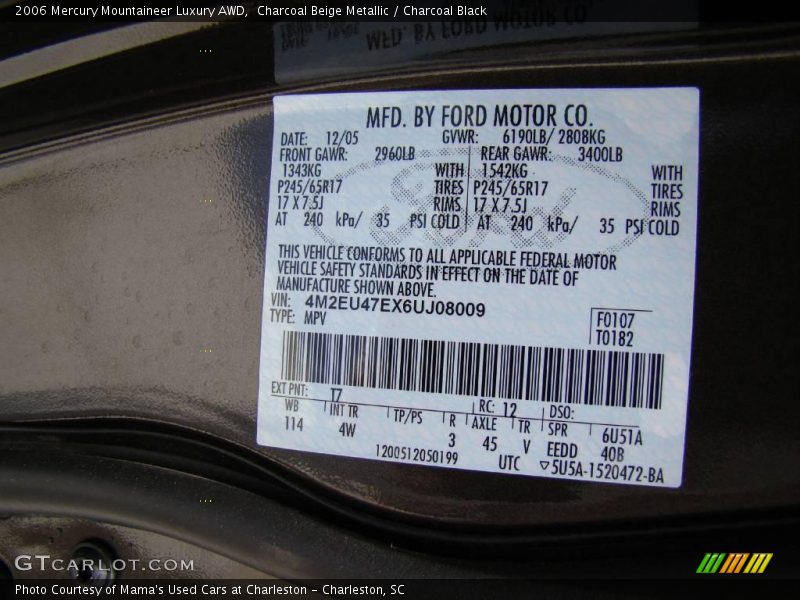 2006 Mercury Mountaineer Luxury AWD,  Charcoal Beige Metallic / Charcoal Black
MFD. BY FORD MOTOR CO.
DATE: 12/05 GVWR: 6190LB/ 2808KG
FRONT GAWR: 2960LB REAR GAWR: 3400LB
1343KG WITH 1542KG WITH
P245/65R17 TIRES P245/65R17 TIRES
17 X 7.5J RIMS 17 X 7.5J RIMS
AT 240 kPa/ 35 PSI COLD AT 240 kPa/ 35 PSI COLD
THIS VEHICLE CONFORMS TO ALL APPLICABLE FEDERAL MOTOR
VEHICLE SAFETY STANDARDS IN EFFECT ON THE DATE OF
MANUFACTURE SHOWN ABOVE.
VIN: 4M2EU47EX6UJ08009
TYPE: MPV
F0107
T0182
EXT PNT: T7 RC: 12 DSO:
WB INT TR TP/PS R AXLE TR SPR 6U51A
114 4W 3 45 V EEDD 40B
120051205019​9 UTC ▽5U5A-1520472-BA
GTCARLOT.COM
Photo Courtesy of Mama's Used Cars at Charleston - Charleston, SC